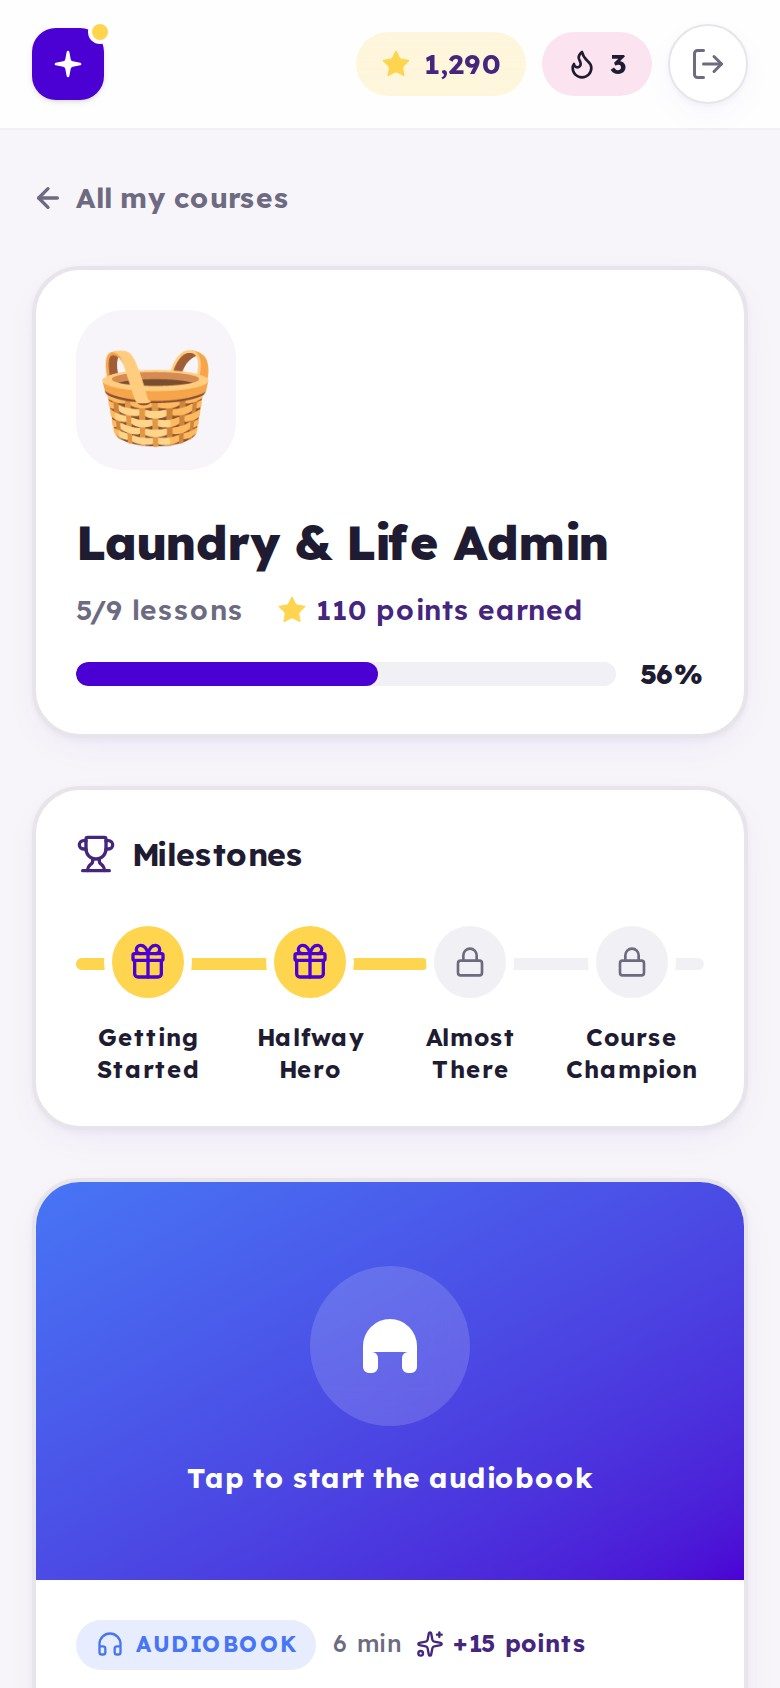 1,290
3
All my courses
Laundry & Life Admin
5/9 lessons 110 points earned
56%
Milestones
Getting Started
Halfway Hero
Almost There
Course Champion
Tap to start the audiobook
AUDIOBOOK 6 min +15 points